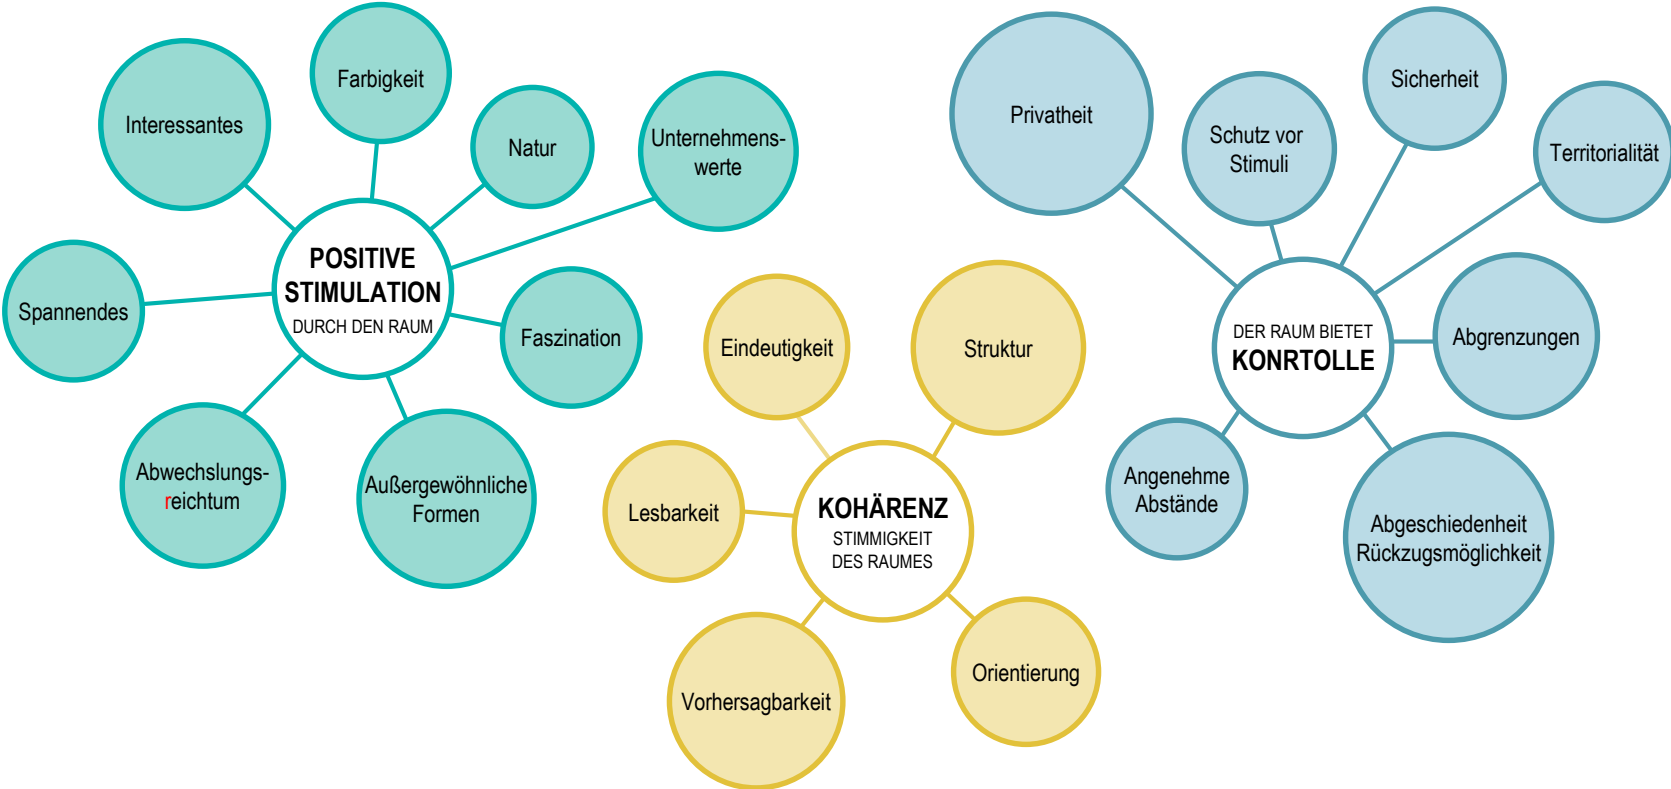 Interessantes
Farbigkeit
Natur
Unternehmens-
werte
POSITIVE
STIMULATION
DURCH DEN RAUM
Spannendes
Faszination
Abwechslungs-
reichtum
Außergewöhnliche
Formen
Eindeutigkeit
Struktur
Lesbarkeit
KOHÄRENZ
STIMMIGKEIT
DES RAUMES
Vorhersagbarkeit
Orientierung
Privatheit
Schutz vor
Stimuli
Sicherheit
Territorialität
DER RAUM BIETET
KONRTOLLE
Abgrenzungen
Angenehme
Abstände
Abgeschiedenheit
Rückzugsmöglichkeit